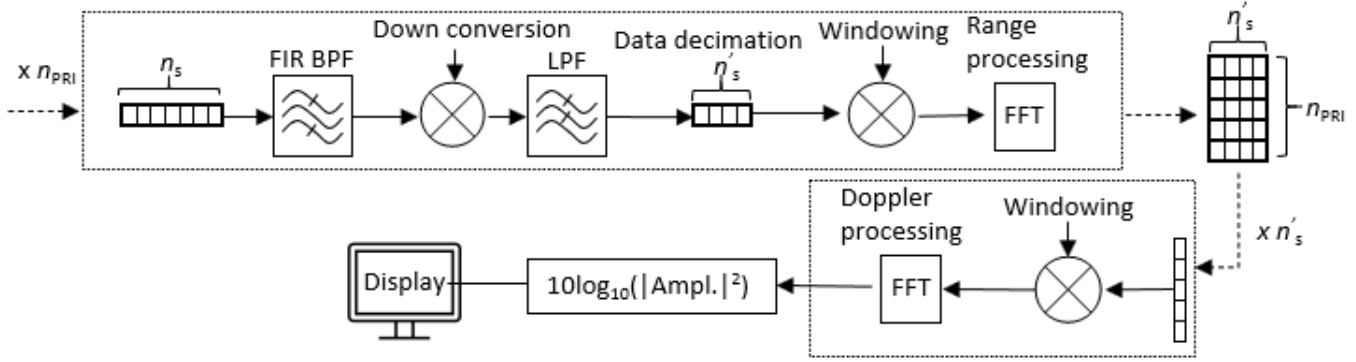 x n_PRI
n_s
FIR BPF
Down conversion
LPF
Data decimation
n'_s
Windowing
Range
processing
FFT
n'_s
n_PRI
x n'_s
Doppler
processing
Windowing
FFT
10log₁₀(|Ampl.|²)
Display